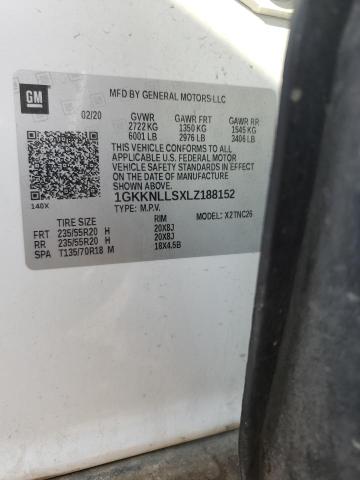 GM
MFD BY GENERAL MOTORS LLC
02/20 GVWR GAWR FRT GAWR RR
2722 KG 1350 KG 1545 KG
6001 LB 2976 LB 3406 LB
THIS VEHICLE CONFORMS TO ALL
APPLICABLE U.S. FEDERAL MOTOR
VEHICLE SAFETY STANDARDS IN
EFFECT ON THE DATE OF
MANUFACTURE SHOWN ABOVE.
1GKKNLLSXLZ188152
140X TYPE: M.P.V. MODEL: X2TNC26
TIRE SIZE RIM
FRT 235/55R20 H 20X8J
RR 235/55R20 H 20X8J
SPA T135/70R18 M 18X4.5B